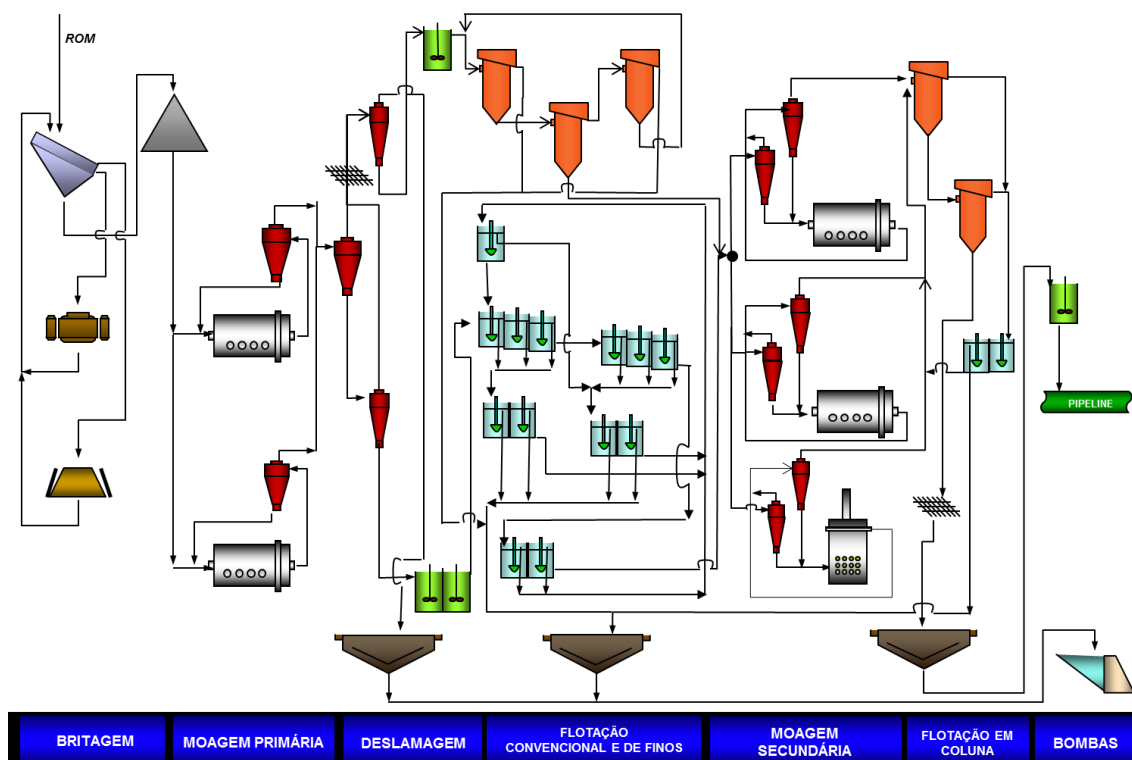 ROM
PIPELINE
BRITAGEM
MOAGEM PRIMÁRIA
DESLAMAGEM
FLOTAÇÃO
CONVENCIONAL E DE FINOS
MOAGEM
SECUNDÁRIA
FLOTAÇÃO EM
COLUNA
BOMBAS